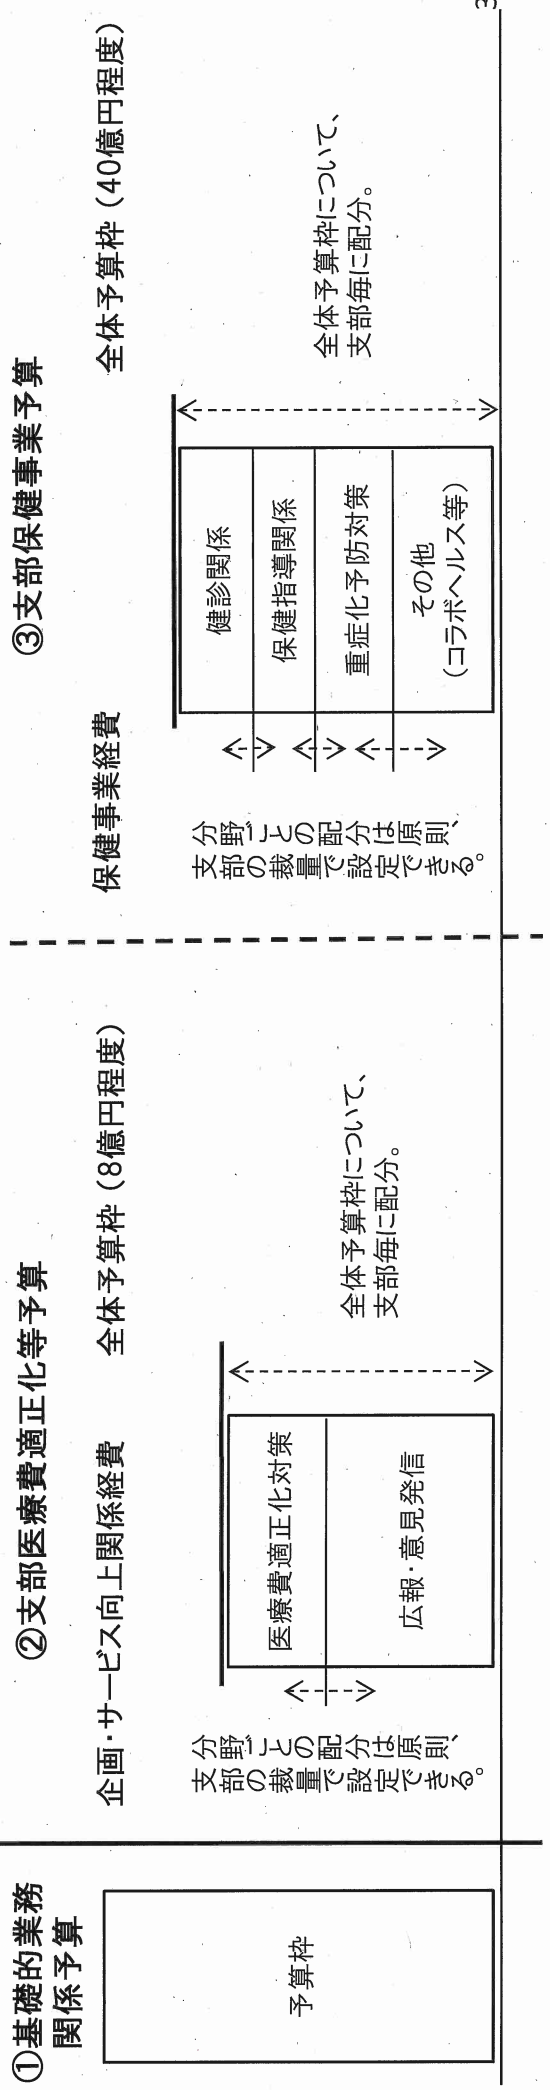 ①基礎的業務
関係予算
予算枠
②支部医療費適正化等予算
企画・サービス向上関係経費
全体予算枠（8億円程度）
分野ごとの配分は原則、
支部の裁量で設定できる。
医療費適正化対策
広報・意見発信
全体予算枠について、
支部毎に配分。
③支部保健事業予算
保健事業経費
全体予算枠（40億円程度）
分野ごとの配分は原則、
支部の裁量で設定できる。
健診関係
保健指導関係
重症化予防対策
その他
（コラボヘルス等）
全体予算枠について、
支部毎に配分。
3